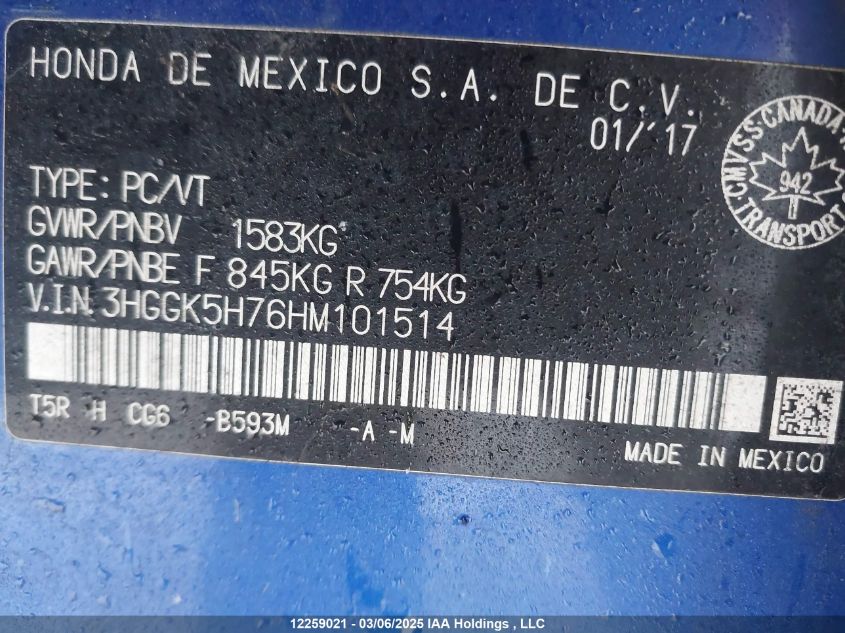 HONDA DE MEXICO S.A. DE C.V.
01/'17
CMVSS CANADA
942
TRANSPORT
TYPE: PC/VT
GVWR/PNBV 1583KG
GAWR/PNBE F 845KG R 754KG
V.I.N. 3HGGK5H76HM101514
T5R H CG6 -B593M -A -M
MADE IN MEXICO
12259021 - 03/06/2025 IAA Holdings , LLC